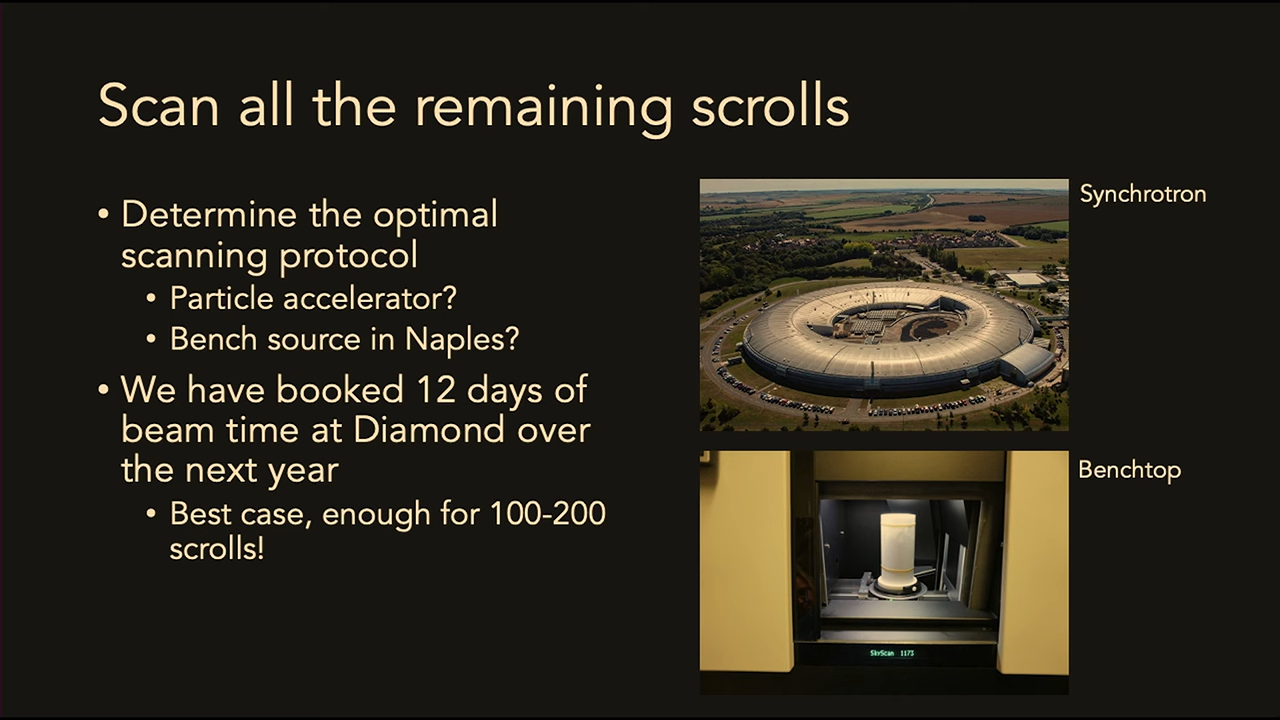 Scan all the remaining scrolls
• Determine the optimal
scanning protocol
• Particle accelerator?
• Bench source in Naples?
• We have booked 12 days of
beam time at Diamond over
the next year
• Best case, enough for 100-200
scrolls!
Synchrotron
Benchtop
SkyScan 1173